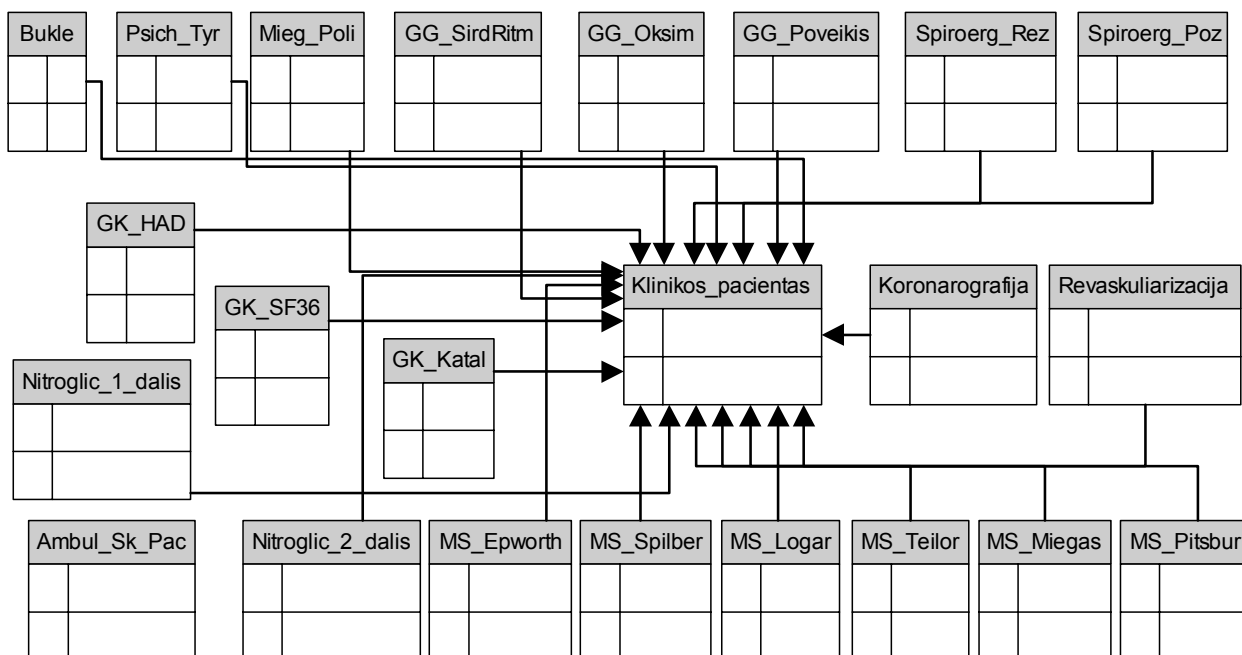 Bukle
Psich_Tyr
Mieg_Poli
GG_SirdRitm
GG_Oksim
GG_Poveikis
Spiroerg_Rez
Spiroerg_Poz
GK_HAD
Klinikos_pacientas
Koronarografija
Revaskuliarizacija
GK_SF36
GK_Katal
Nitroglic_1_dalis
Ambul_Sk_Pac
Nitroglic_2_dalis
MS_Epworth
MS_Spilber
MS_Logar
MS_Teilor
MS_Miegas
MS_Pitsbur